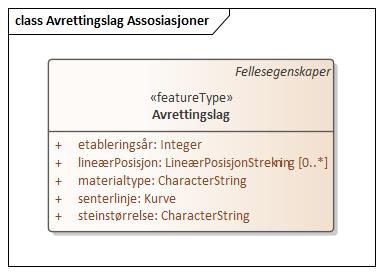 class Avrettingslag Assosiasjoner
Fellesegenskaper
«featureType»
Avrettingslag
+ etableringsår: Integer
+ lineærPosisjon: LineærPosisjonStrekning [0..*]
+ materialtype: CharacterString
+ senterlinje: Kurve
+ steinstørrelse: CharacterString